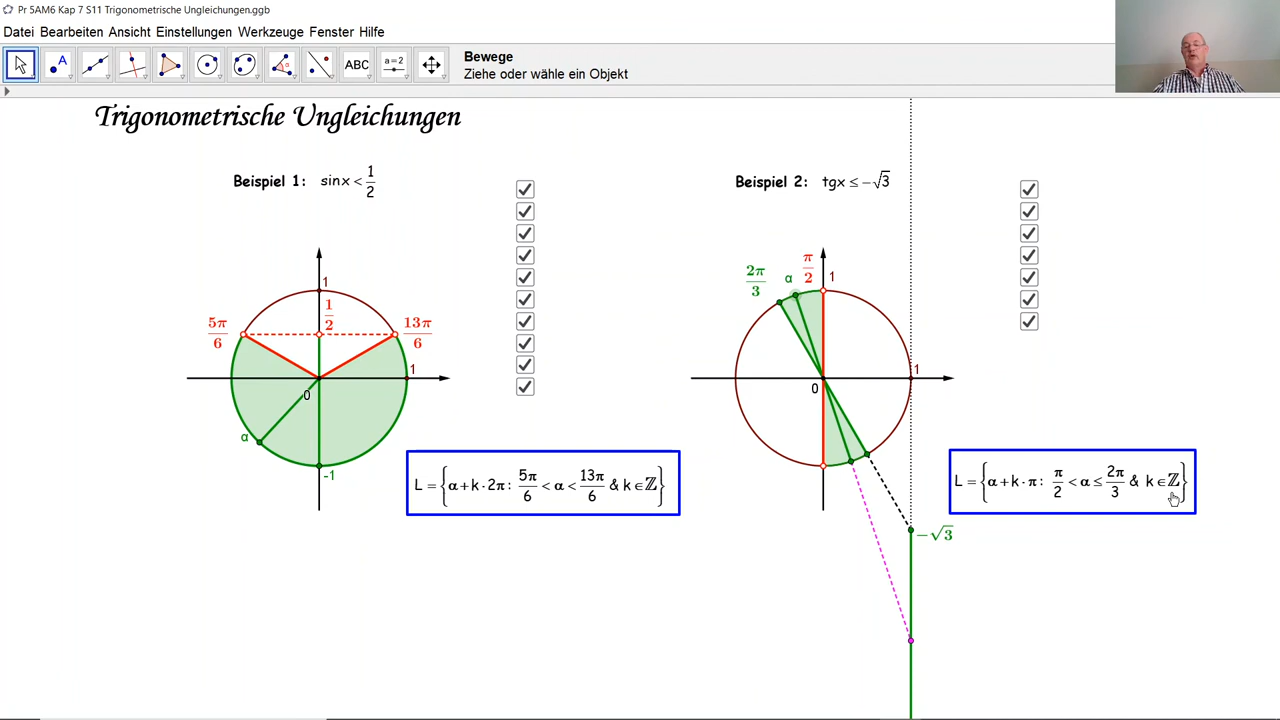 Pr 5AM6 Kap 7 S11 Trigonometrische Ungleichungen.ggb
Datei Bearbeiten Ansicht Einstellungen Werkzeuge Fenster Hilfe
A
ABC
a=2
Bewege
Ziehe oder wähle ein Objekt
Trigonometrische Ungleichungen
Beispiel 1: sinx < 1/2
1
1/2
5π/6
13π/6
1
0
α
-1
L = {α+k·2π: 5π/6 < α < 13π/6 & k∈ℤ}
Beispiel 2: tgx ≤ -√3
2π/3
α
π/2
1
1
0
L = {α+k·π: π/2 < α ≤ 2π/3 & k∈ℤ}
-√3